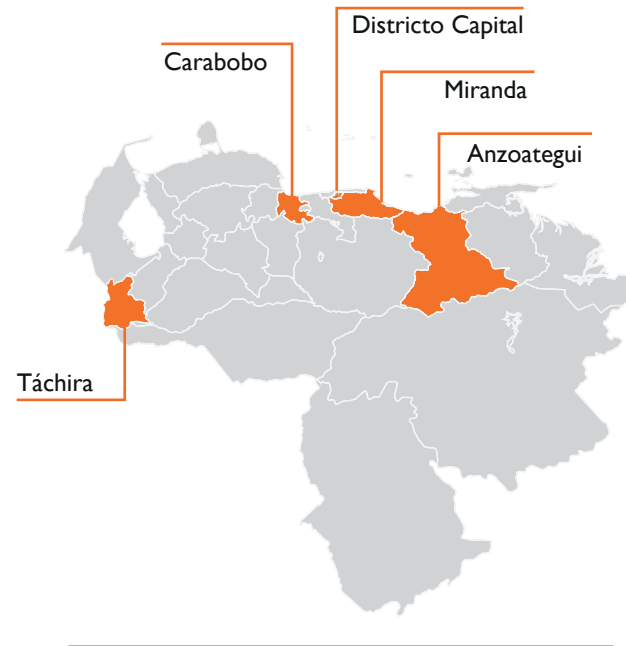 Districto Capital
Carabobo
Miranda
Anzoategui
Táchira